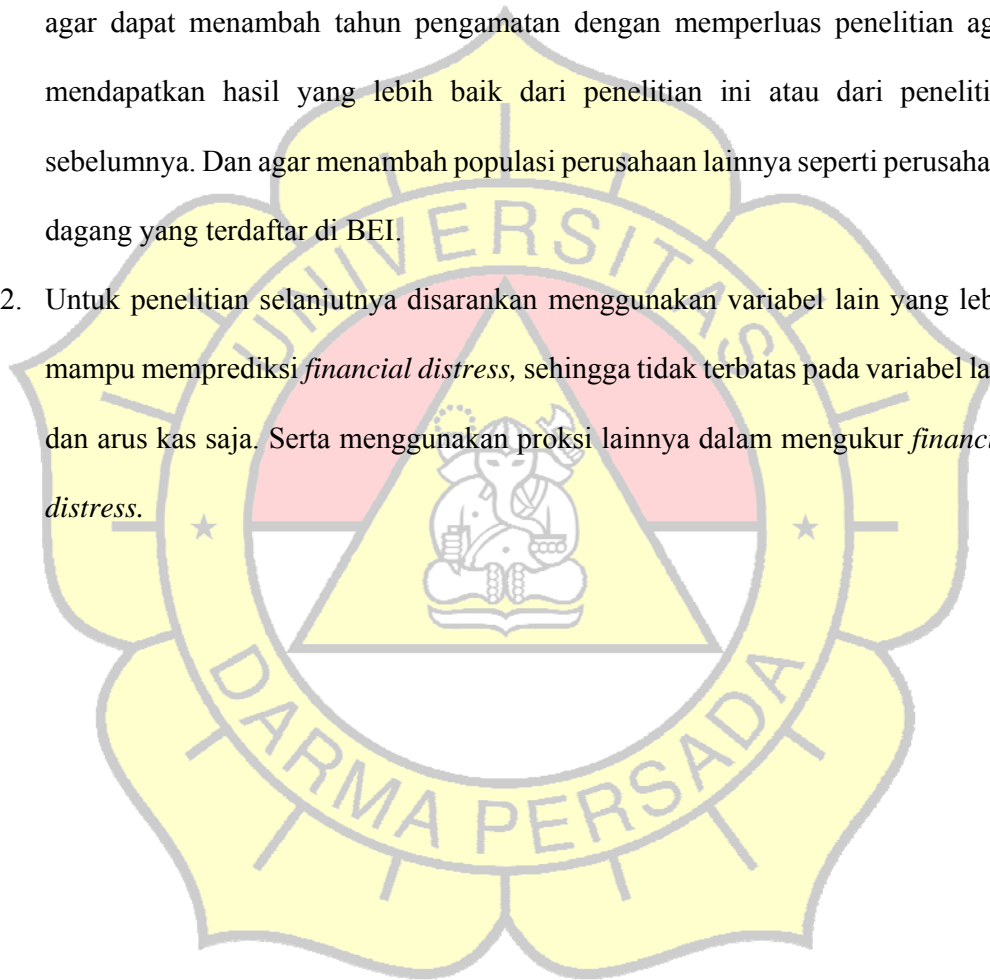 agar dapat menambah tahun pengamatan dengan memperluas penelitian ag
mendapatkan hasil yang lebih baik dari penelitian ini atau dari peneliti
sebelumnya. Dan agar menambah populasi perusahaan lainnya seperti perusaha
dagang yang terdaftar di BEI.
2. Untuk penelitian selanjutnya disarankan menggunakan variabel lain yang leb
mampu memprediksi financial distress, sehingga tidak terbatas pada variabel la
dan arus kas saja. Serta menggunakan proksi lainnya dalam mengukur financi
distress.
UNIVERSITAS
DARMA PERSADA